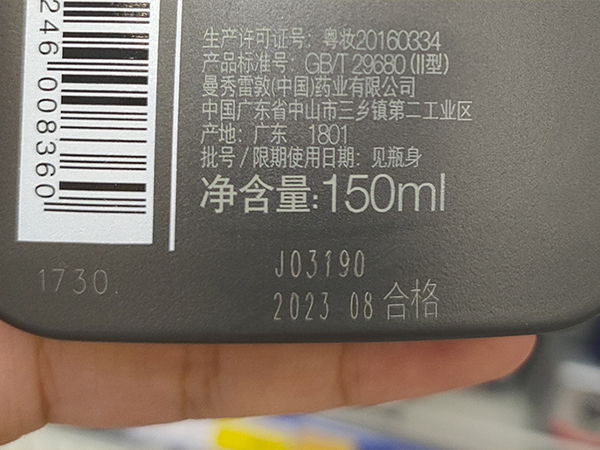 生产许可证号：粤妆20160334
产品标准号：GB/T 29680 (II型)
曼秀雷敦(中国)药业有限公司
中国广东省中山市三乡镇第二工业区
产地：广东 1801
批号/限期使用日期：见瓶身
净含量:150ml
246 008360
1730.
J03190
2023 08 合格